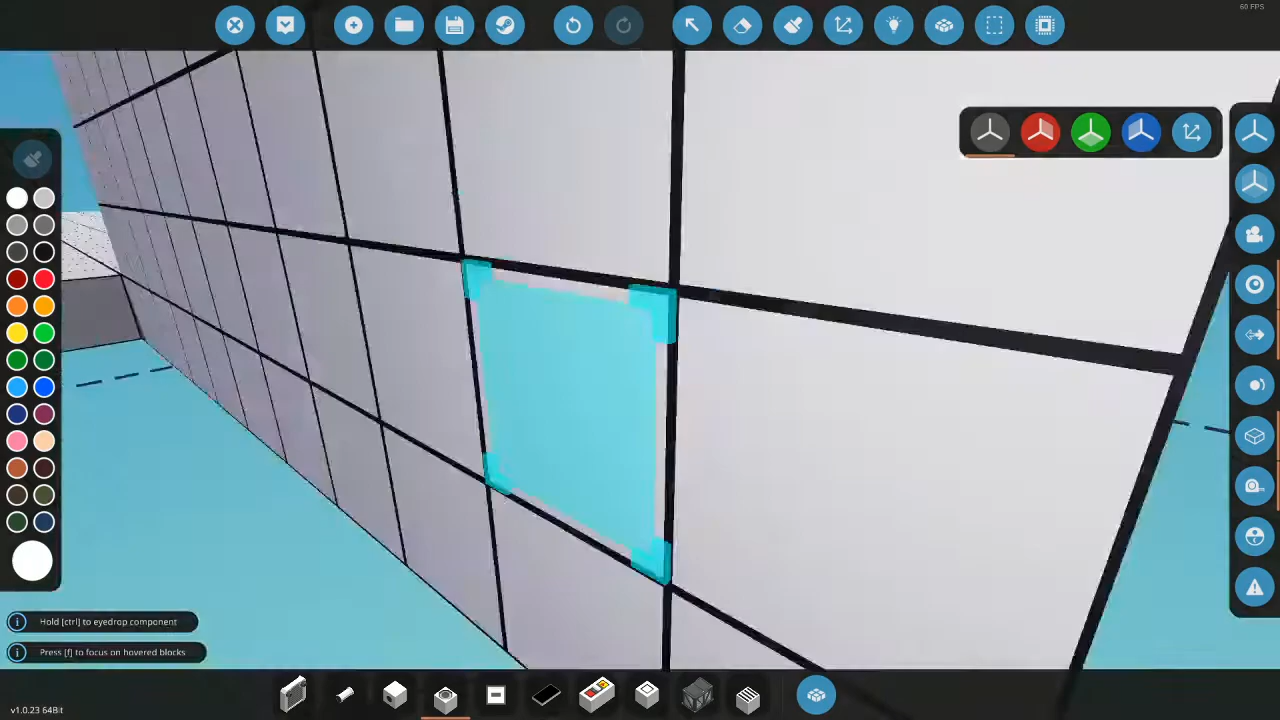 60 FPS
Hold [ctrl] to eyedrop component
Press [f] to focus on hovered blocks
v1.0.23 64Bit